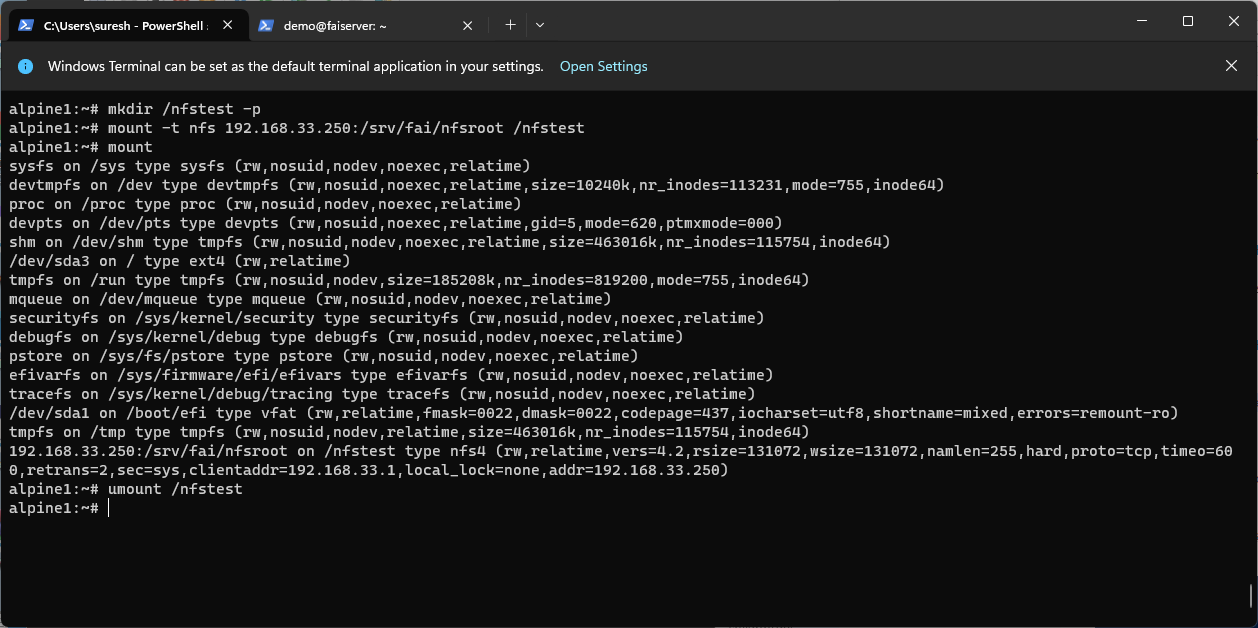 C:\Users\suresh - PowerShell
demo@faiserver: ~
Windows Terminal can be set as the default terminal application in your settings. Open Settings
alpine1:~# mkdir /nfstest -p
alpine1:~# mount -t nfs 192.168.33.250:/srv/fai/nfsroot /nfstest
alpine1:~# mount
sysfs on /sys type sysfs (rw,nosuid,nodev,noexec,relatime)
devtmpfs on /dev type devtmpfs (rw,nosuid,noexec,relatime,size=10240k,nr_inodes=113231,mode=755,inode64)
proc on /proc type proc (rw,nosuid,nodev,noexec,relatime)
devpts on /dev/pts type devpts (rw,nosuid,noexec,relatime,gid=5,mode=620,ptmxmode=000)
shm on /dev/shm type tmpfs (rw,nosuid,nodev,noexec,relatime,size=463016k,nr_inodes=115754,inode64)
/dev/sda3 on / type ext4 (rw,relatime)
tmpfs on /run type tmpfs (rw,nosuid,nodev,size=185208k,nr_inodes=819200,mode=755,inode64)
mqueue on /dev/mqueue type mqueue (rw,nosuid,nodev,noexec,relatime)
securityfs on /sys/kernel/security type securityfs (rw,nosuid,nodev,noexec,relatime)
debugfs on /sys/kernel/debug type debugfs (rw,nosuid,nodev,noexec,relatime)
pstore on /sys/fs/pstore type pstore (rw,nosuid,nodev,noexec,relatime)
efivarfs on /sys/firmware/efi/efivars type efivarfs (rw,nosuid,nodev,noexec,relatime)
tracefs on /sys/kernel/debug/tracing type tracefs (rw,nosuid,nodev,noexec,relatime)
/dev/sda1 on /boot/efi type vfat (rw,relatime,fmask=0022,dmask=0022,codepage=437,iocharset=utf8,shortname=mixed,errors=remount-ro)
tmpfs on /tmp type tmpfs (rw,nosuid,nodev,relatime,size=463016k,nr_inodes=115754,inode64)
192.168.33.250:/srv/fai/nfsroot on /nfstest type nfs4 (rw,relatime,vers=4.2,rsize=131072,wsize=131072,namlen=255,hard,proto=tcp,timeo=60
0,retrans=2,sec=sys,clientaddr=192.168.33.1,local_lock=none,addr=192.168.33.250)
alpine1:~# umount /nfstest
alpine1:~#